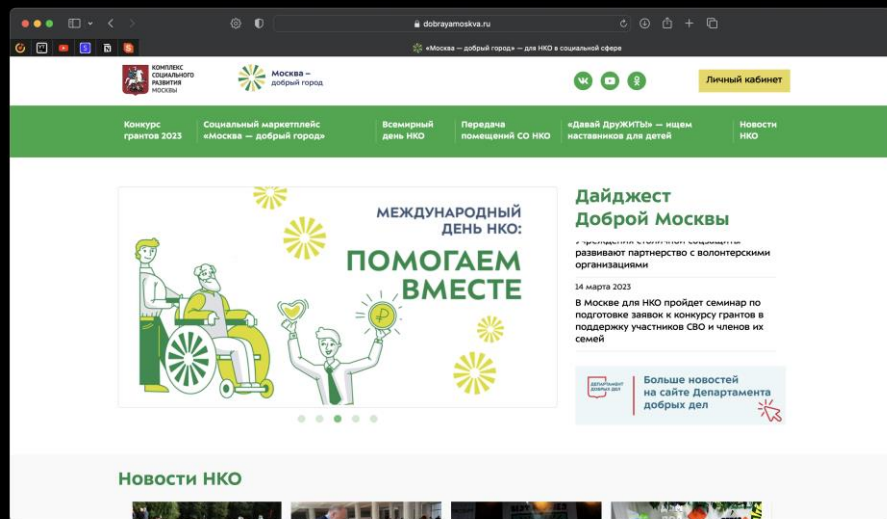 dobrayamoskva.ru
«Москва — добрый город» — для НКО в социальной сфере
КОМПЛЕКС
СОЦИАЛЬНОГО
РАЗВИТИЯ
МОСКВЫ
Москва –
добрый город
Личный кабинет
Конкурс
грантов 2023
Социальный маркетплейс
«Москва — добрый город»
Всемирный
день НКО
Передача
помещений СО НКО
«Давай ДруЖИТЬ!» — ищем
наставников для детей
Новости
НКО
МЕЖДУНАРОДНЫЙ
ДЕНЬ НКО:
ПОМОГАЕМ
ВМЕСТЕ
Дайджест
Доброй Москвы
Учреждения столичной соцзащиты
развивают партнерство с волонтерскими
организациями
14 марта 2023
В Москве для НКО пройдет семинар по
подготовке заявок к конкурсу грантов в
поддержку участников СВО и членов их
семей
ДЕПАРТАМЕНТ
ДОБРЫХ ДЕЛ
Больше новостей
на сайте Департамента
добрых дел
Новости НКО